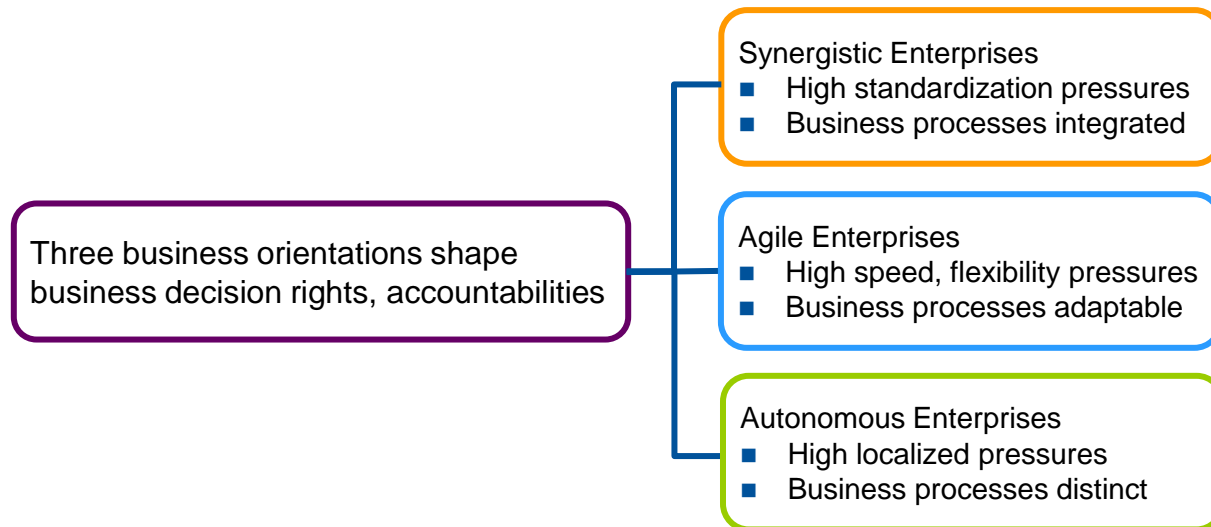 Three business orientations shape
business decision rights, accountabilities
Synergistic Enterprises
■ High standardization pressures
■ Business processes integrated
Agile Enterprises
■ High speed, flexibility pressures
■ Business processes adaptable
Autonomous Enterprises
■ High localized pressures
■ Business processes distinct